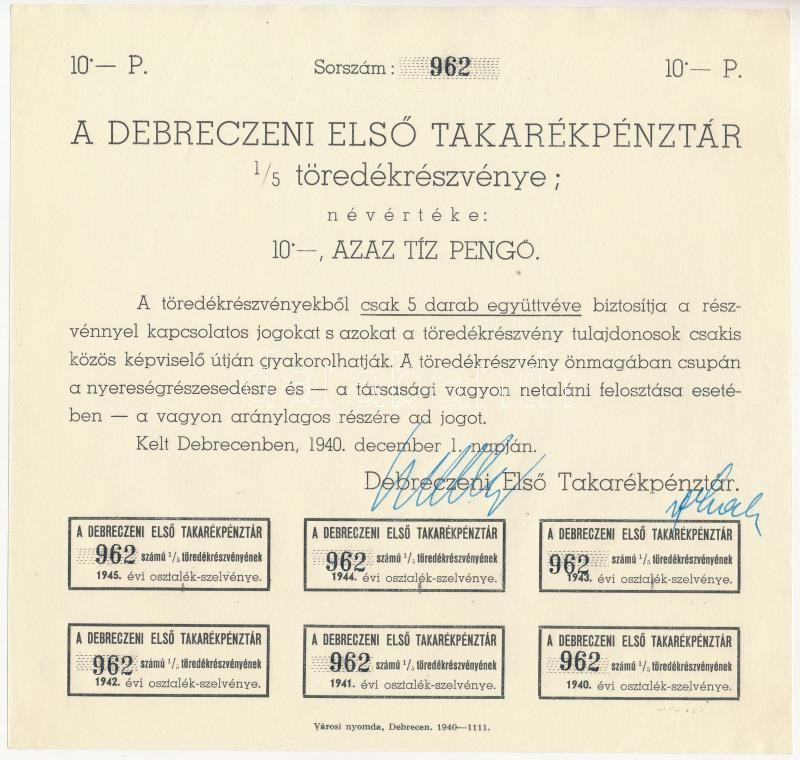 10·— P. Sorszám: 962 10·— P.
A DEBRECZENI ELSŐ TAKARÉKPÉNZTÁR
1/5 töredékrészvénye;
névértéke:
10·—, AZAZ TÍZ PENGŐ.
A töredékrészvényekből csak 5 darab együttvéve biztosítja a rész-
vénnyel kapcsolatos jogokat s azokat a töredékrészvény tulajdonosok csakis
közös képviselő útján gyakorolhatják. A töredékrészvény önmagában csupán
a nyereségrészesedésre és — a társasági vagyon netaláni felosztása eseté-
ben — a vagyon aránylagos részére ad jogot.
Kelt Debrecenben, 1940. december 1. napján.
Debreczeni Első Takarékpénztár.
A DEBRECZENI ELSŐ TAKARÉKPÉNZTÁR
962 számú 1/5 töredékrészvényének
1945. évi osztalék-szelvénye.
A DEBRECZENI ELSŐ TAKARÉKPÉNZTÁR
962 számú 1/5 töredékrészvényének
1944. évi osztalék-szelvénye.
A DEBRECZENI ELSŐ TAKARÉKPÉNZTÁR
962 számú 1/5 töredékrészvényének
1943. évi osztalék-szelvénye.
A DEBRECZENI ELSŐ TAKARÉKPÉNZTÁR
962 számú 1/5 töredékrészvényének
1942. évi osztalék-szelvénye.
A DEBRECZENI ELSŐ TAKARÉKPÉNZTÁR
962 számú 1/5 töredékrészvényének
1941. évi osztalék-szelvénye.
A DEBRECZENI ELSŐ TAKARÉKPÉNZTÁR
962 számú 1/5 töredékrészvényének
1940. évi osztalék-szelvénye.
Városi nyomda, Debrecen. 1940—1111.